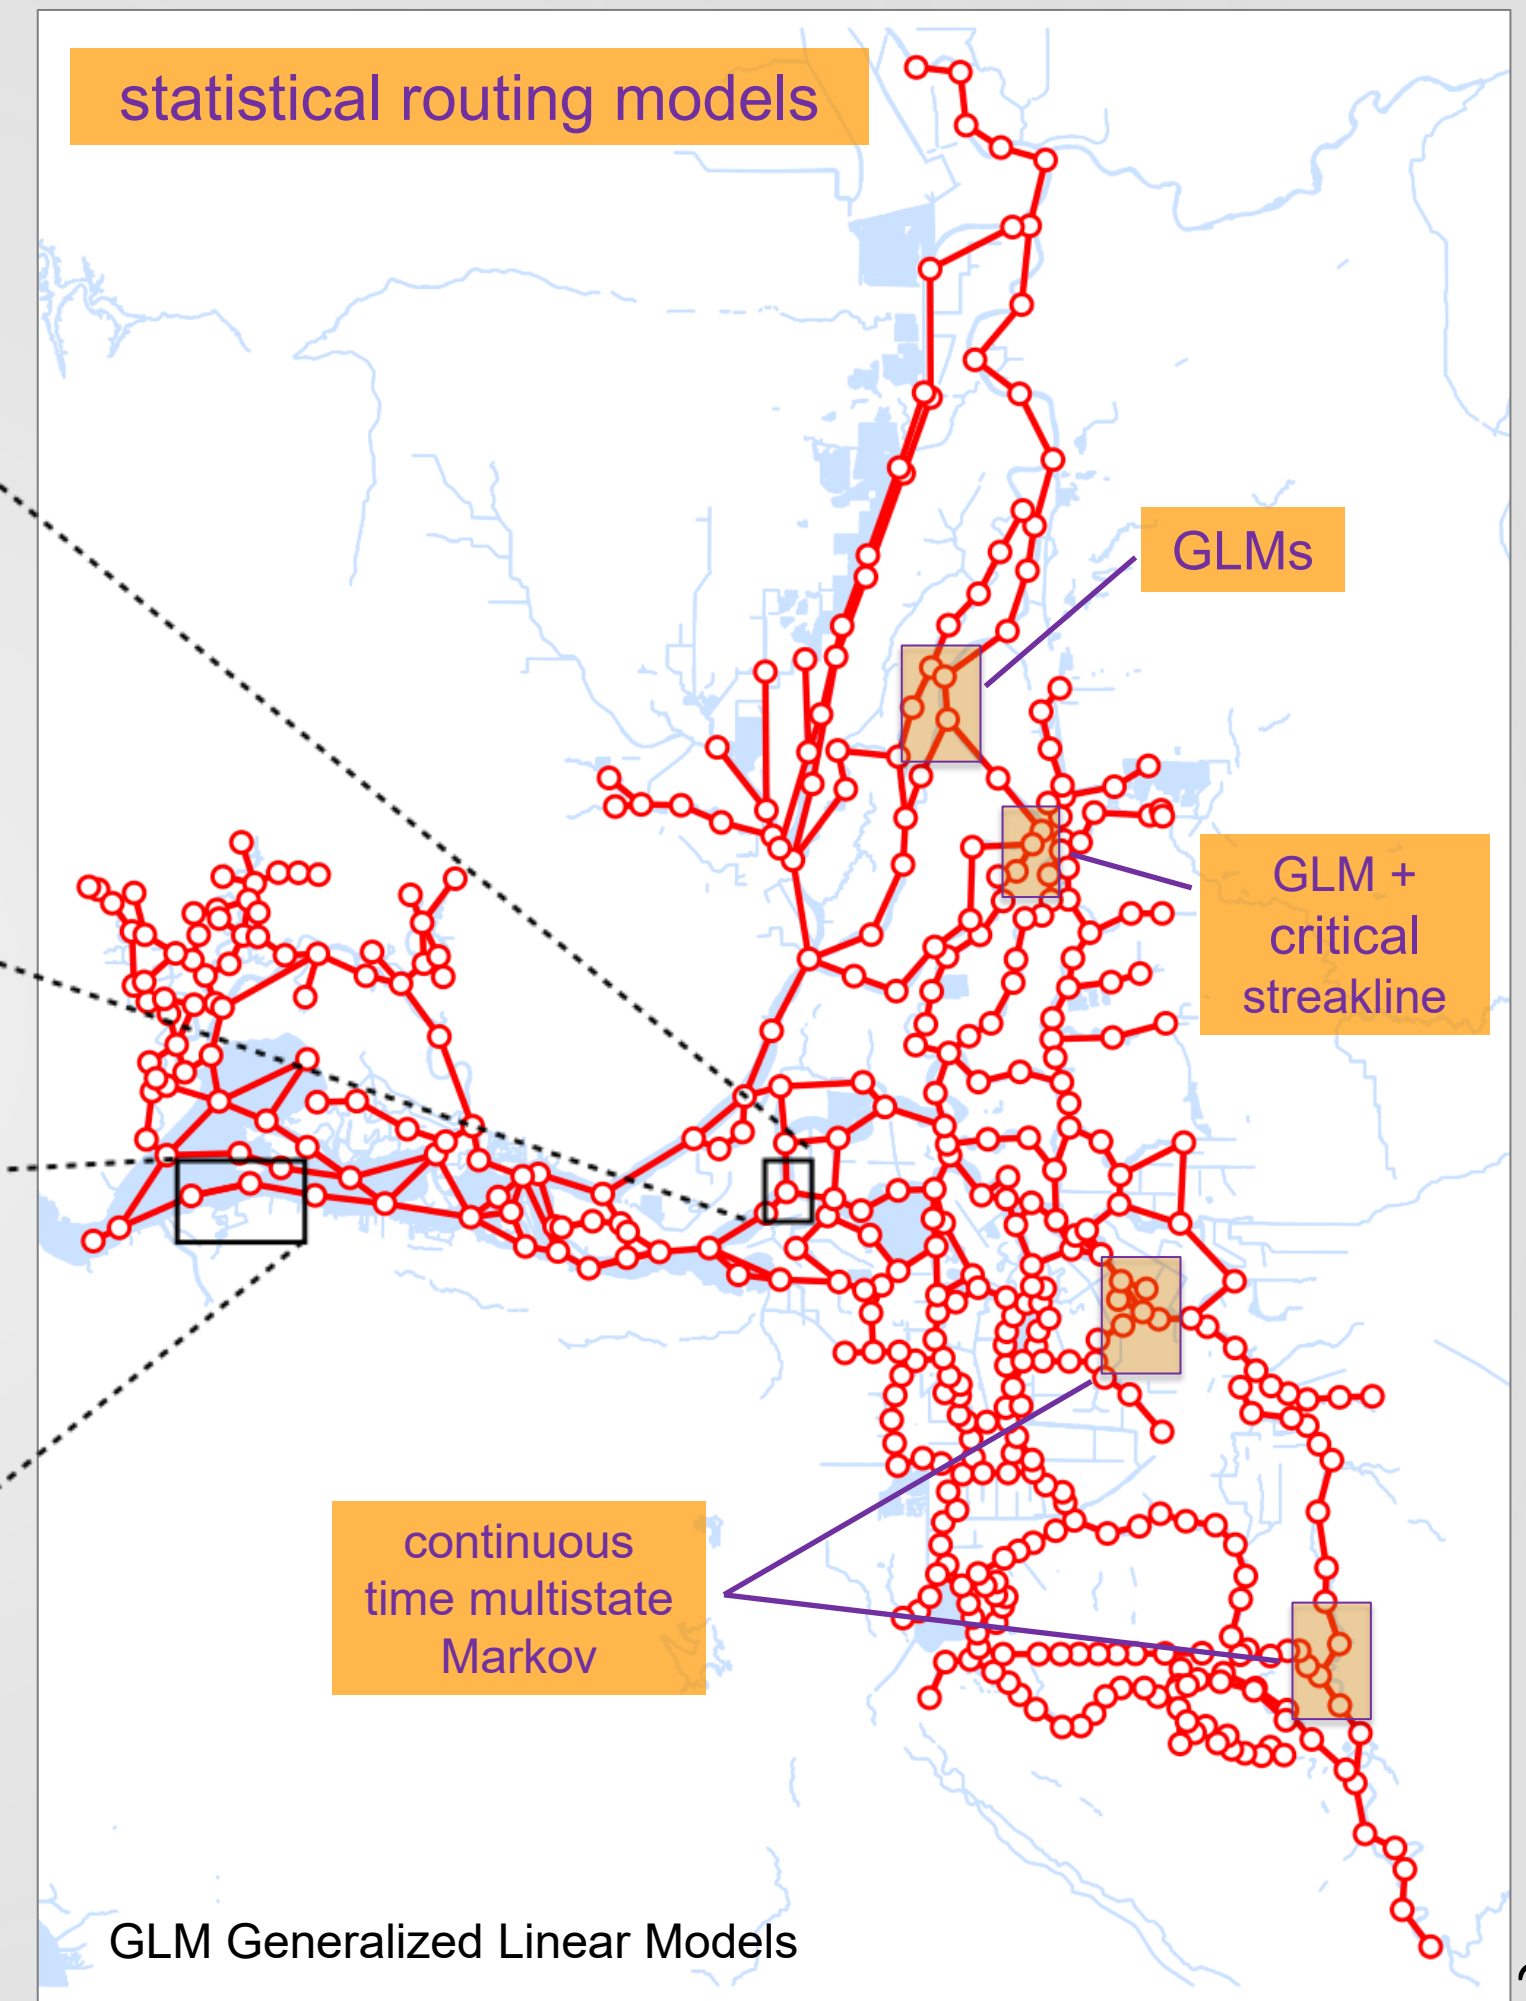 statistical routing models
GLMs
GLM +
critical
streakline
continuous
time multistate
Markov
GLM Generalized Linear Models